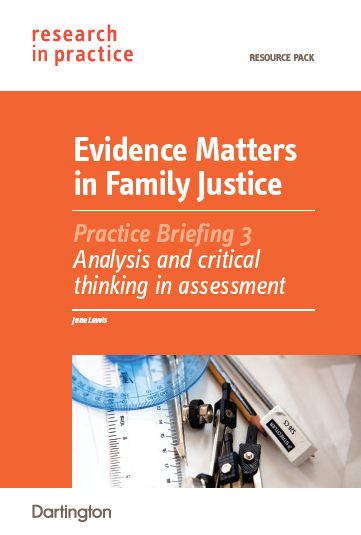 research
in practice
RESOURCE PACK
Evidence Matters
in Family Justice
Practice Briefing 3
Analysis and critical
thinking in assessment
Jane Lewis
Dartington